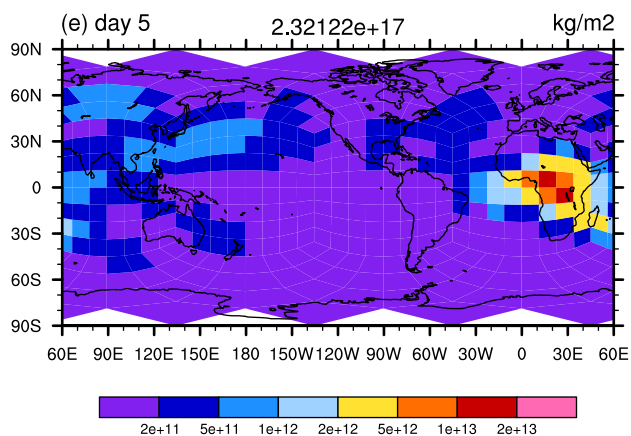 (e) day 5 2.32122e+17 kg/m2
90N
60N
30N
0
30S
60S
90S
60E 90E 120E 150E 180 150W 120W 90W 60W 30W 0 30E 60E
2e+11 5e+11 1e+12 2e+12 5e+12 1e+13 2e+13